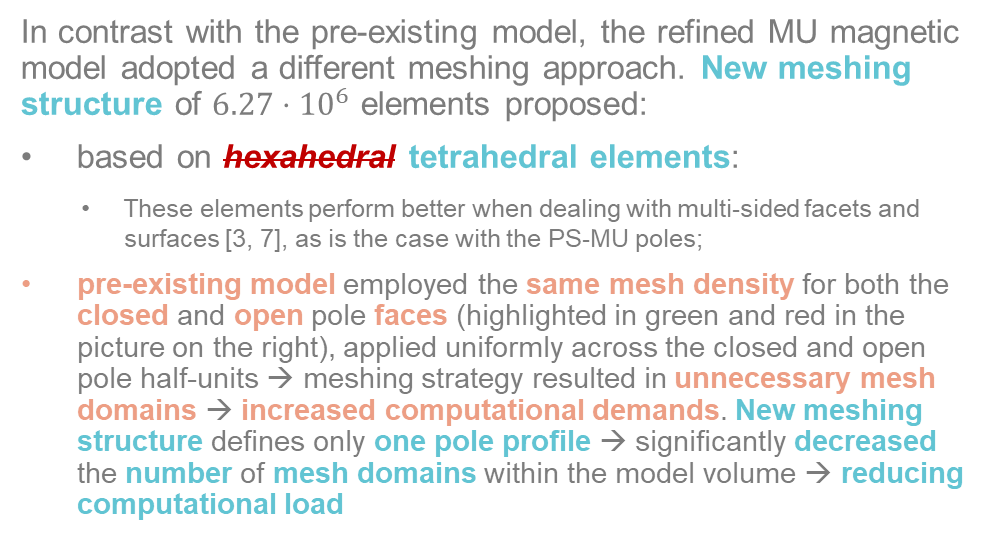 In contrast with the pre-existing model, the refined MU magnetic
model adopted a different meshing approach. New meshing
structure of 6.27 · 10⁶ elements proposed:
• based on hexahedral tetrahedral elements:
• These elements perform better when dealing with multi-sided facets and
surfaces [3, 7], as is the case with the PS-MU poles;
• pre-existing model employed the same mesh density for both the
closed and open pole faces (highlighted in green and red in the
picture on the right), applied uniformly across the closed and open
pole half-units → meshing strategy resulted in unnecessary mesh
domains → increased computational demands. New meshing
structure defines only one pole profile → significantly decreased
the number of mesh domains within the model volume → reducing
computational load